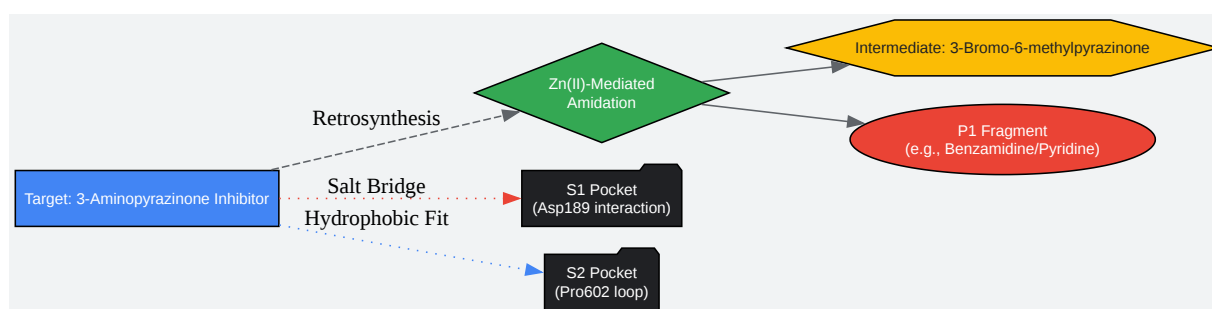 Intermediate: 3-Bromo-6-methylpyrazinone
Zn(II)-Mediated
Amidation
Retrosynthesis
P1 Fragment
(e.g., Benzamidine/Pyridine)
Target: 3-Aminopyrazinone Inhibitor
Salt Bridge
S1 Pocket
(Asp189 interaction)
Hydrophobic Fit
S2 Pocket
(Pro602 loop)